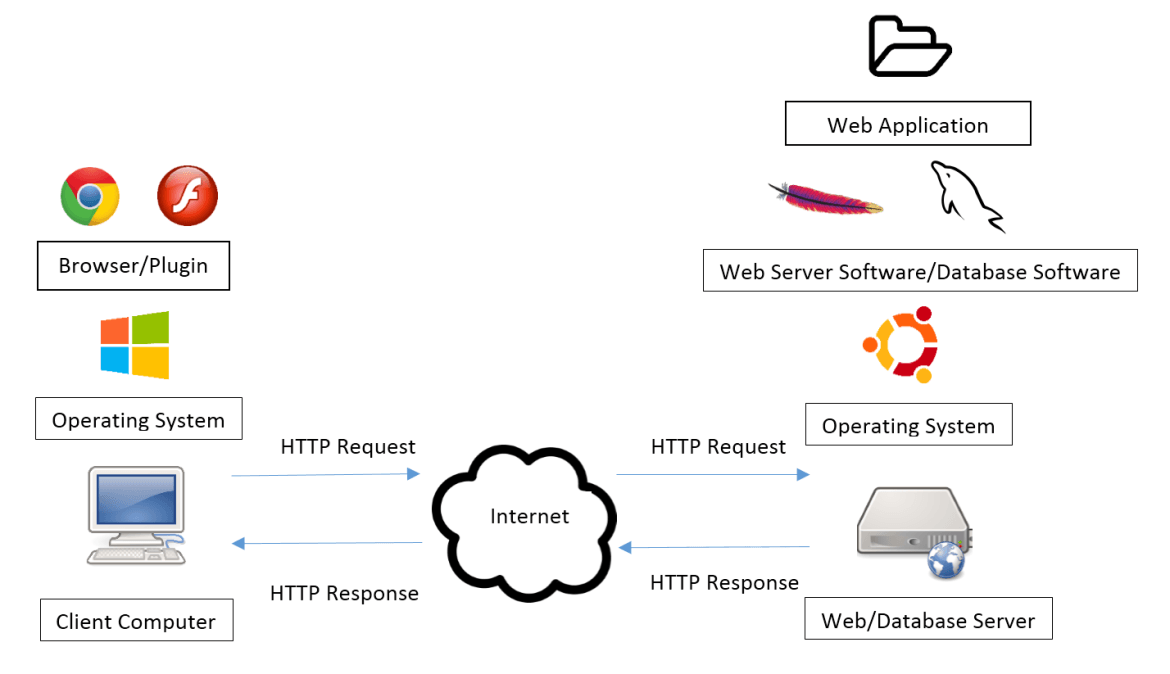 Web Application
Browser/Plugin
Web Server Software/Database Software
Operating System
Operating System
HTTP Request
HTTP Request
Internet
HTTP Response
HTTP Response
Client Computer
Web/Database Server